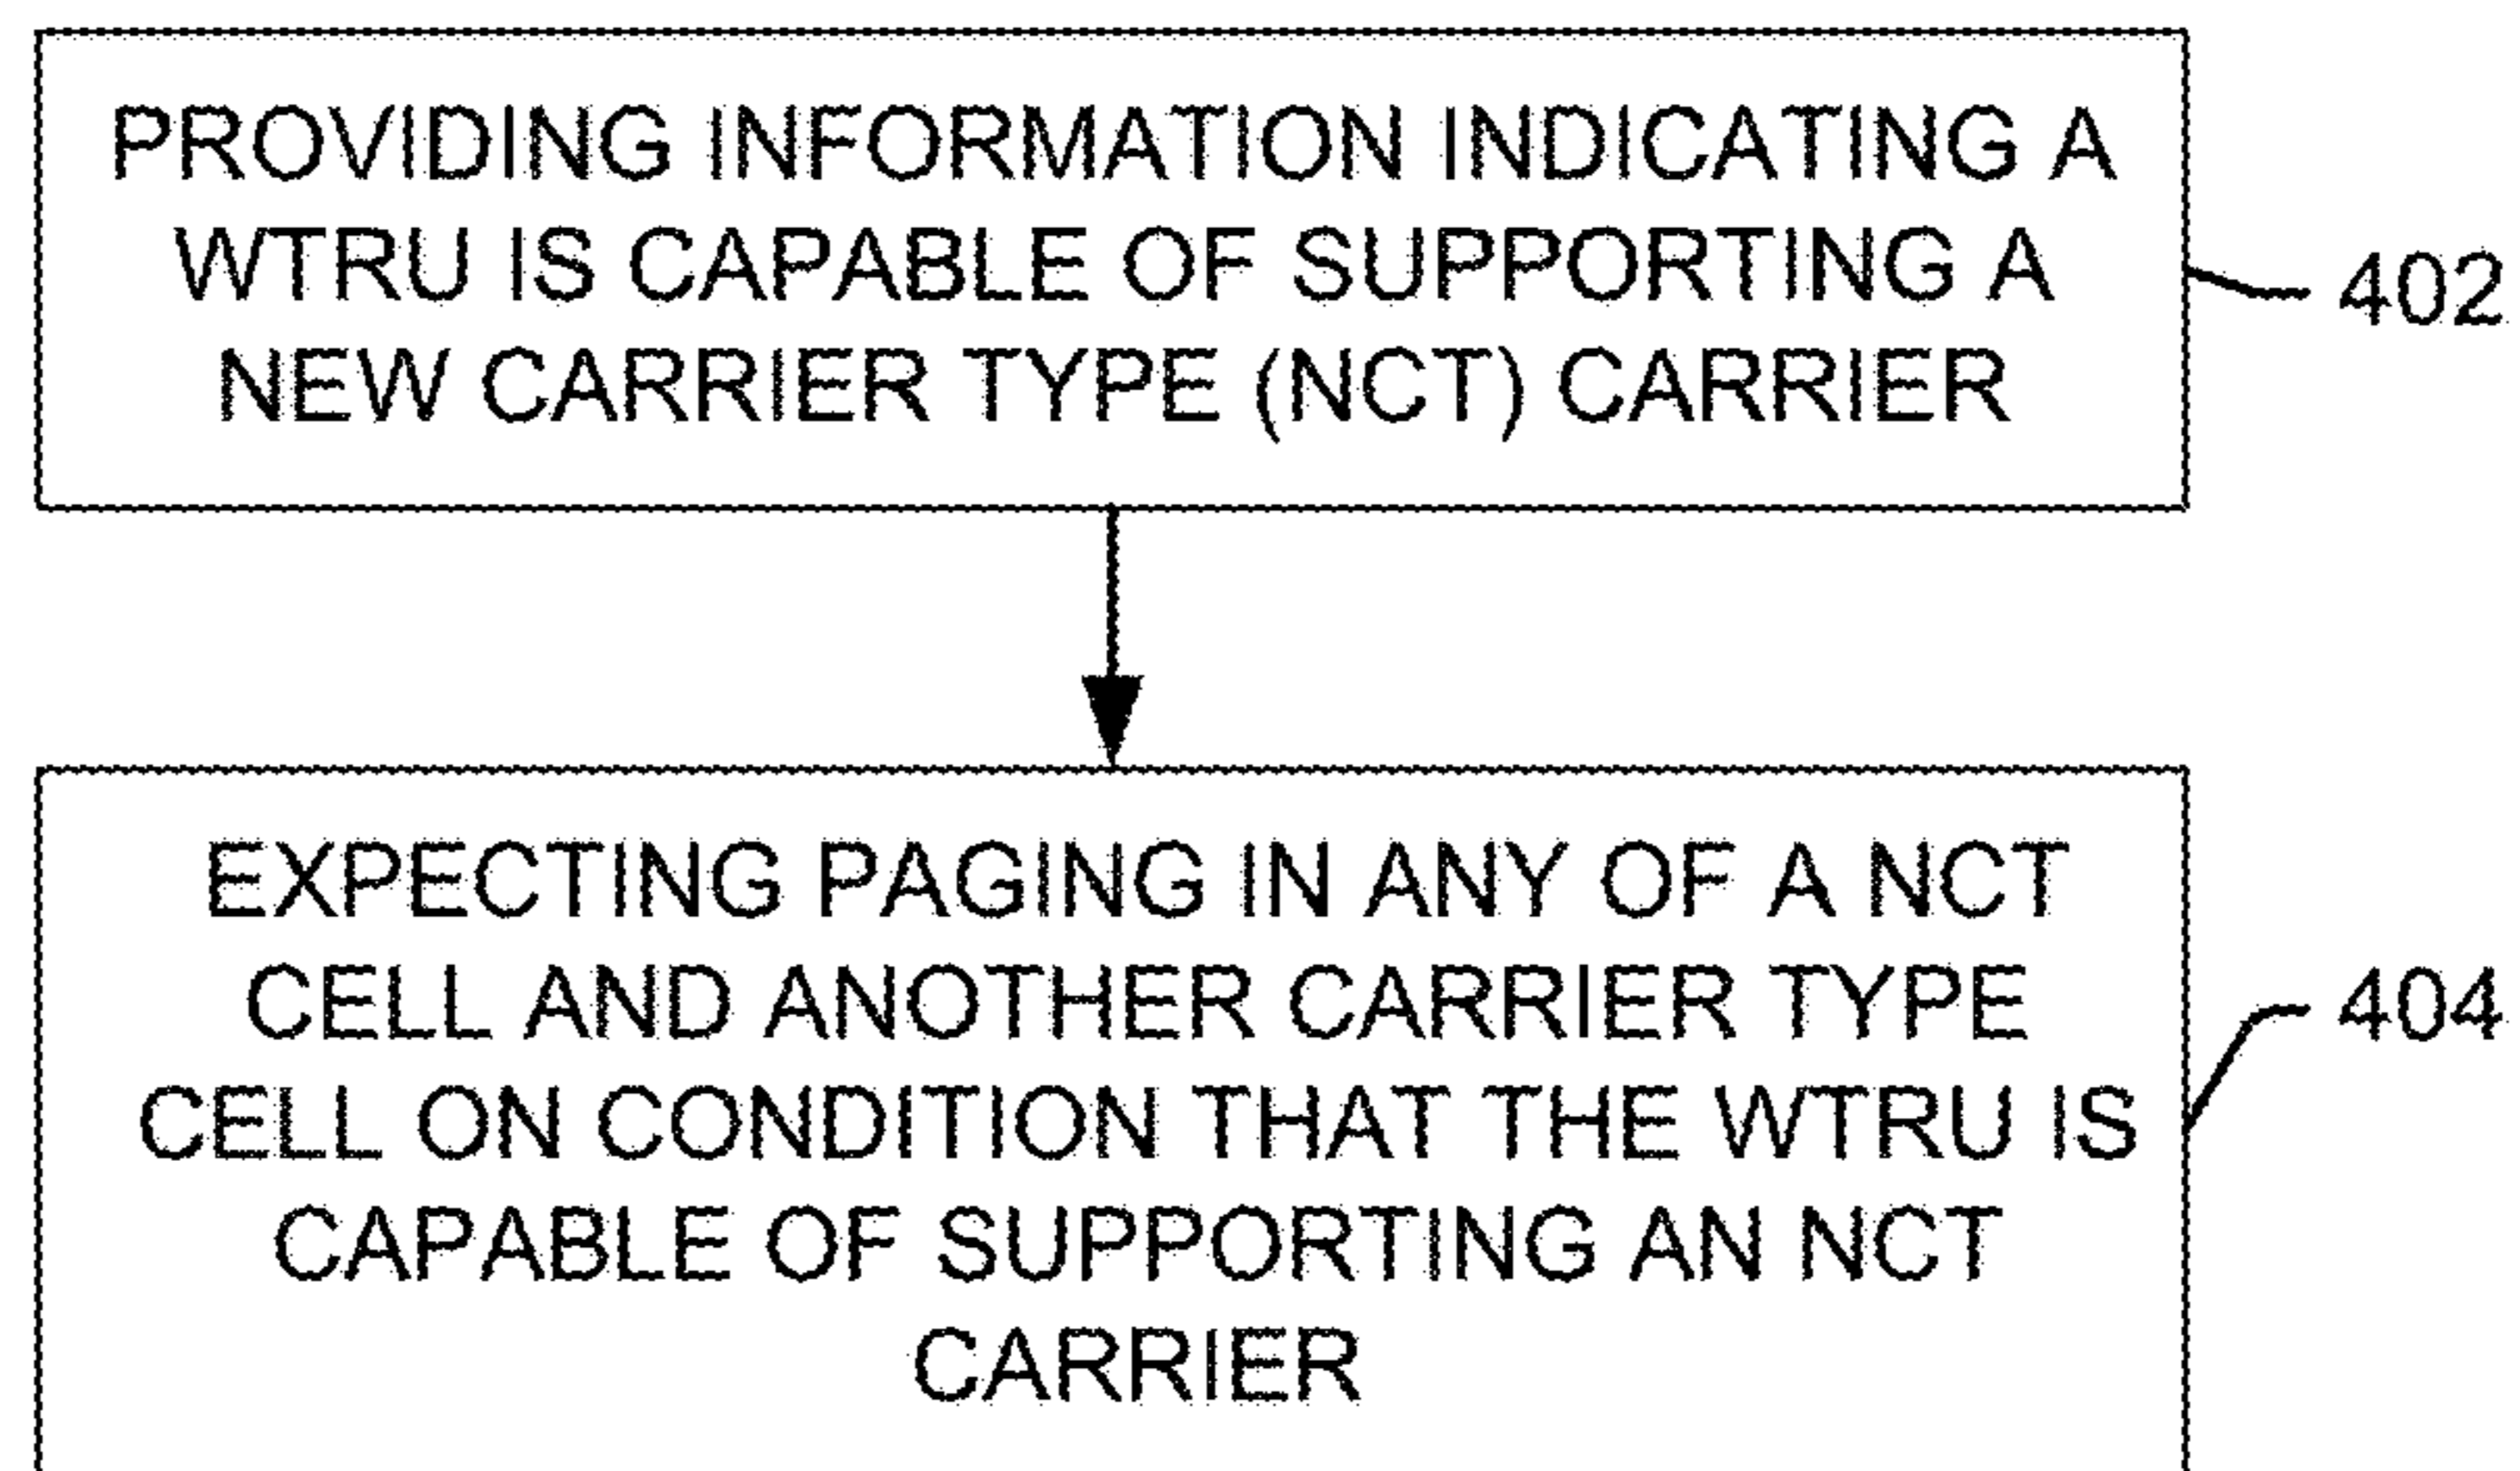 PROVIDING INFORMATION INDICATING A
WTRU IS CAPABLE OF SUPPORTING A
NEW CARRIER TYPE (NCT) CARRIER
402
EXPECTING PAGING IN ANY OF A NCT
CELL AND ANOTHER CARRIER TYPE
CELL ON CONDITION THAT THE WTRU IS
CAPABLE OF SUPPORTING AN NCT
CARRIER
404